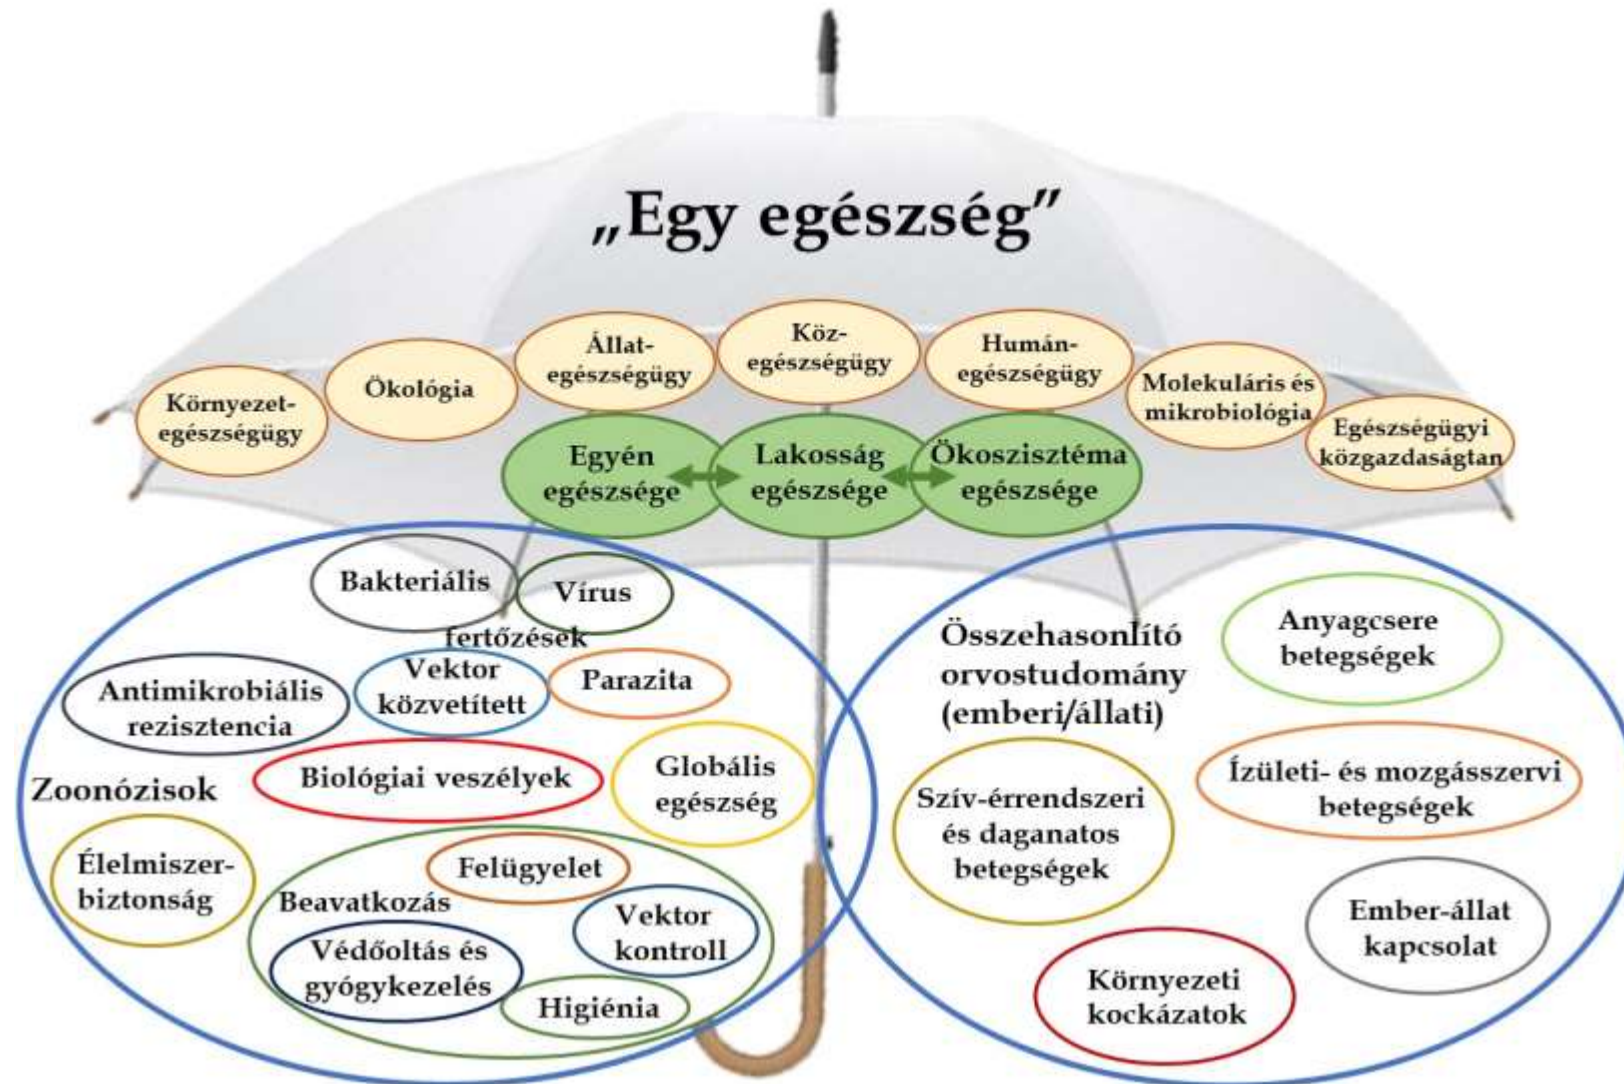 „Egy egészség”
Környezet-
egészségügy
Ökológia
Állat-
egészségügy
Köz-
egészségügy
Humán-
egészségügy
Molekuláris és
mikrobiológia
Egészségügyi
közgazdaságtan
Egyén
egészsége
Lakosság
egészsége
Ökoszisztéma
egészsége
Bakteriális
Vírus
fertőzések
Vektor
közvetített
Parazita
Antimikrobiális
rezisztencia
Biológiai veszélyek
Globális
egészség
Zoonózisok
Élelmiszer-
biztonság
Felügyelet
Beavatkozás
Vektor
kontroll
Védőoltás és
gyógykezelés
Higiénia
Összehasonlító
orvostudomány
(emberi/állati)
Anyagcsere
betegségek
Ízületi- és mozgásszervi
betegségek
Szív-érrendszeri
és daganatos
betegségek
Ember-állat
kapcsolat
Környezeti
kockázatok